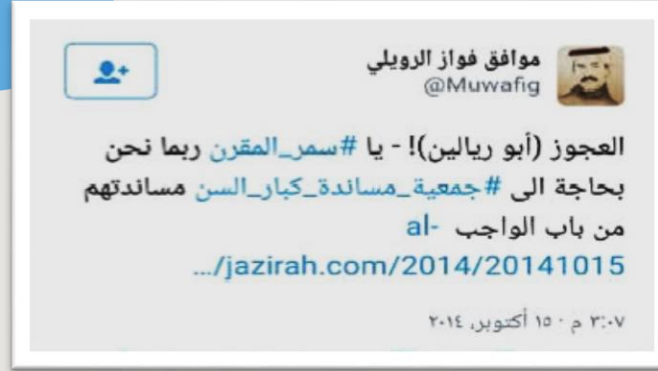 موافق فواز الرويلي
@Muwafig
العجوز (أبو ريالين)! - يا #سمر_المقرن ربما نحن
بحاجة الى #جمعية_مساندة_كبار_السن مساندتهم
من باب الواجب al-
jazirah.com/2014/20141015/...
٣:٠٧ م · ١٥ أكتوبر، ٢٠١٤